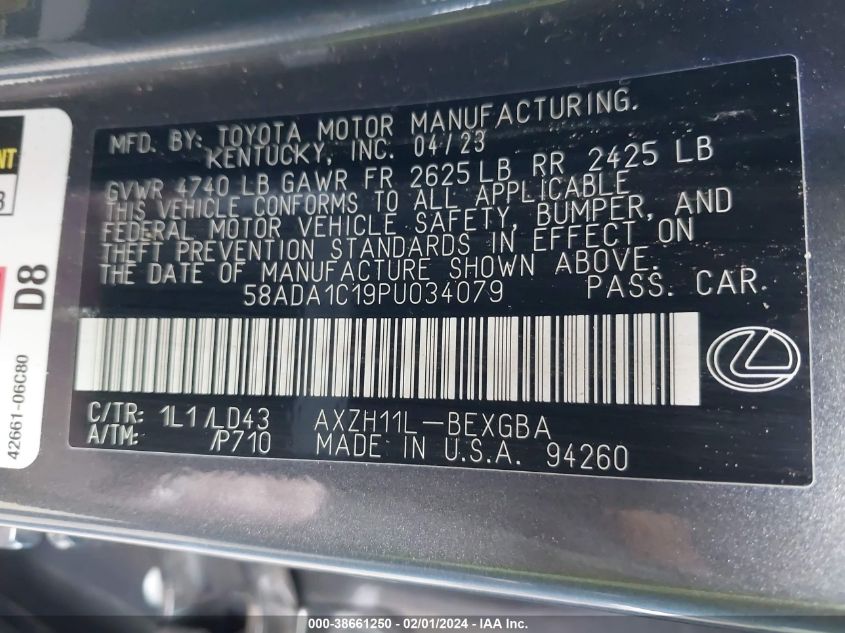 MFD. BY: TOYOTA MOTOR MANUFACTURING.
KENTUCKY, INC. 04/23
GVWR 4740 LB GAWR FR 2625 LB RR 2425 LB
THIS VEHICLE CONFORMS TO ALL APPLICABLE
FEDERAL MOTOR VEHICLE SAFETY, BUMPER, AND
THEFT PREVENTION STANDARDS IN EFFECT ON
THE DATE OF MANUFACTURE SHOWN ABOVE.
58ADA1C19PU034079 PASS. CAR.
C/TR: 1L1/LD43 AXZH11L-BEXGBA
A/TM: /P710 MADE IN U.S.A. 94260
D8
42661-06C80
000-38661250 - 02/01/2024 - IAAI.com